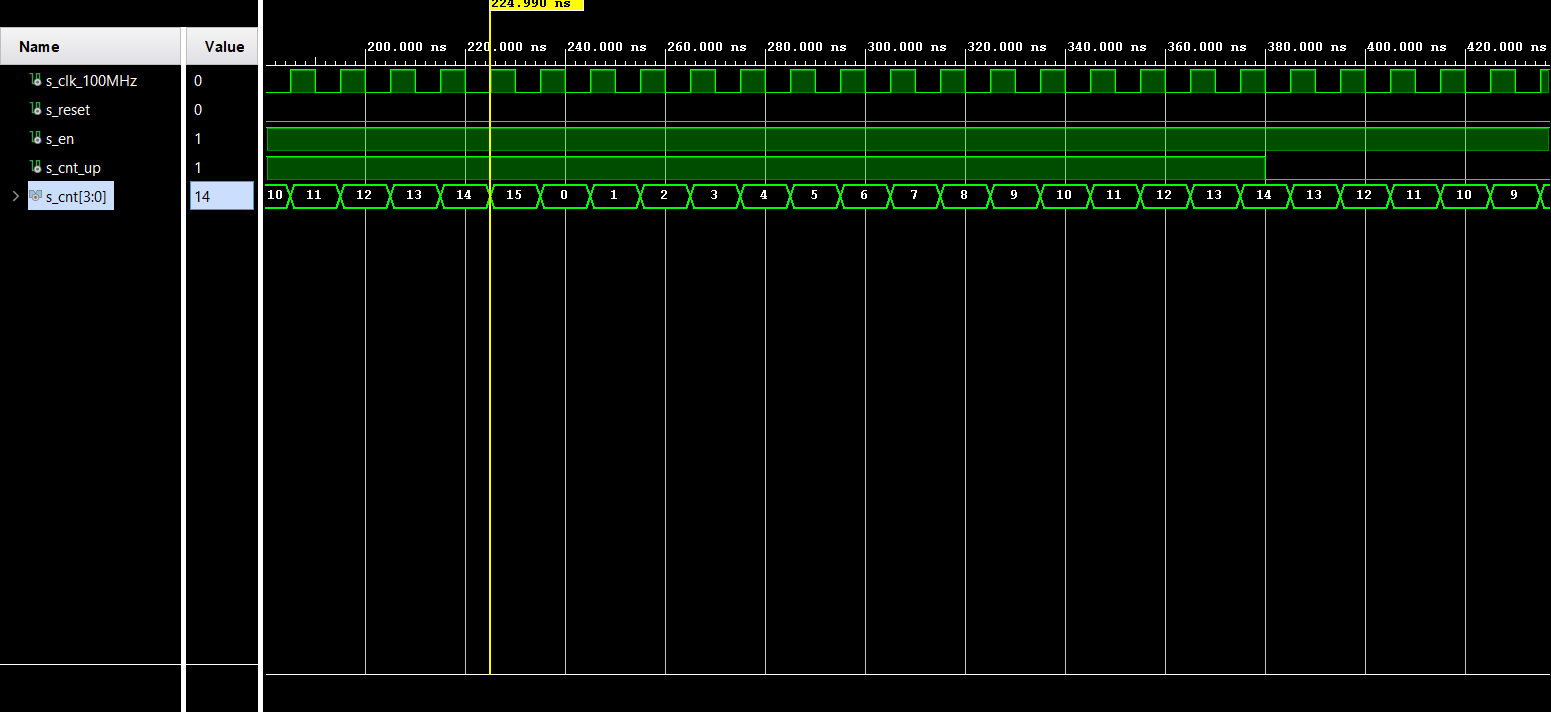 224.990 ns
Name Value 200.000 ns 220.000 ns 240.000 ns 260.000 ns 280.000 ns 300.000 ns 320.000 ns 340.000 ns 360.000 ns 380.000 ns 400.000 ns 420.000 ns
s_clk_100MHz 0
s_reset 0
s_en 1
s_cnt_up 1
s_cnt[3:0] 14 10 11 12 13 14 15 0 1 2 3 4 5 6 7 8 9 10 11 12 13 14 13 12 11 10 9